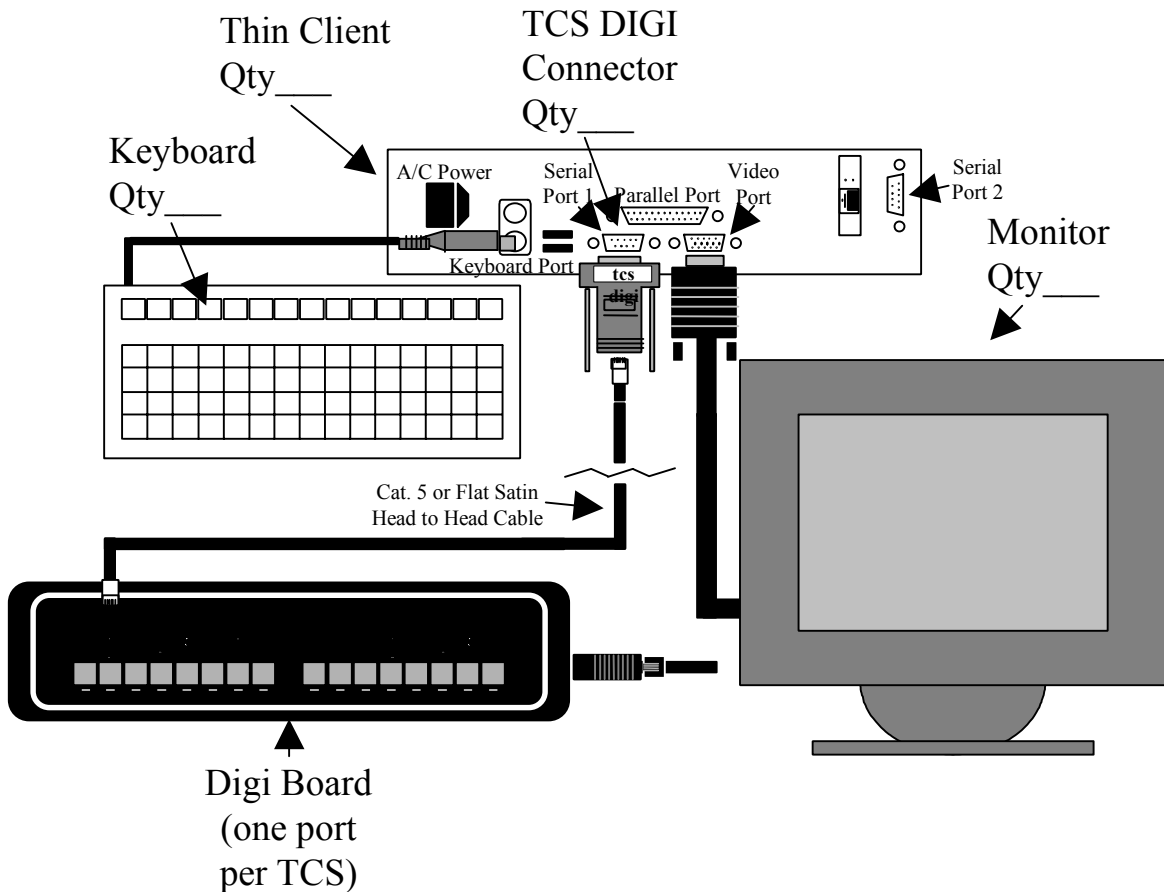 Thin Client
Qty___
TCS DIGI
Connector
Qty___
Keyboard
Qty___
A/C Power
Serial
Port 1
Parallel Port
Video
Port
Serial
Port 2
Keyboard Port
tcs
digi
Monitor
Qty___
Cat. 5 or Flat Satin
Head to Head Cable
Digi Board
(one port
per TCS)